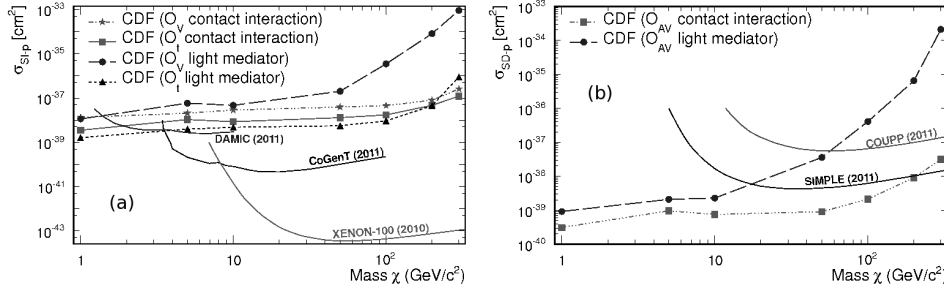 CDF (O_V contact interaction)
CDF (O_t contact interaction)
CDF (O_V light mediator)
CDF (O_t light mediator)
σ_SI-p [cm²]
10⁻³³
10⁻³⁵
10⁻³⁷
10⁻³⁹
10⁻⁴¹
10⁻⁴³
DAMIC (2011)
CoGenT (2011)
XENON-100 (2010)
(a)
1
10
10²
Mass χ (GeV/c²)
CDF (O_AV contact interaction)
CDF (O_AV light mediator)
σ_SD-p [cm²]
10⁻³³
10⁻³⁴
10⁻³⁵
10⁻³⁶
10⁻³⁷
10⁻³⁸
10⁻³⁹
10⁻⁴⁰
(b)
COUPP (2011)
SIMPLE (2011)
1
10
10²
Mass χ (GeV/c²)